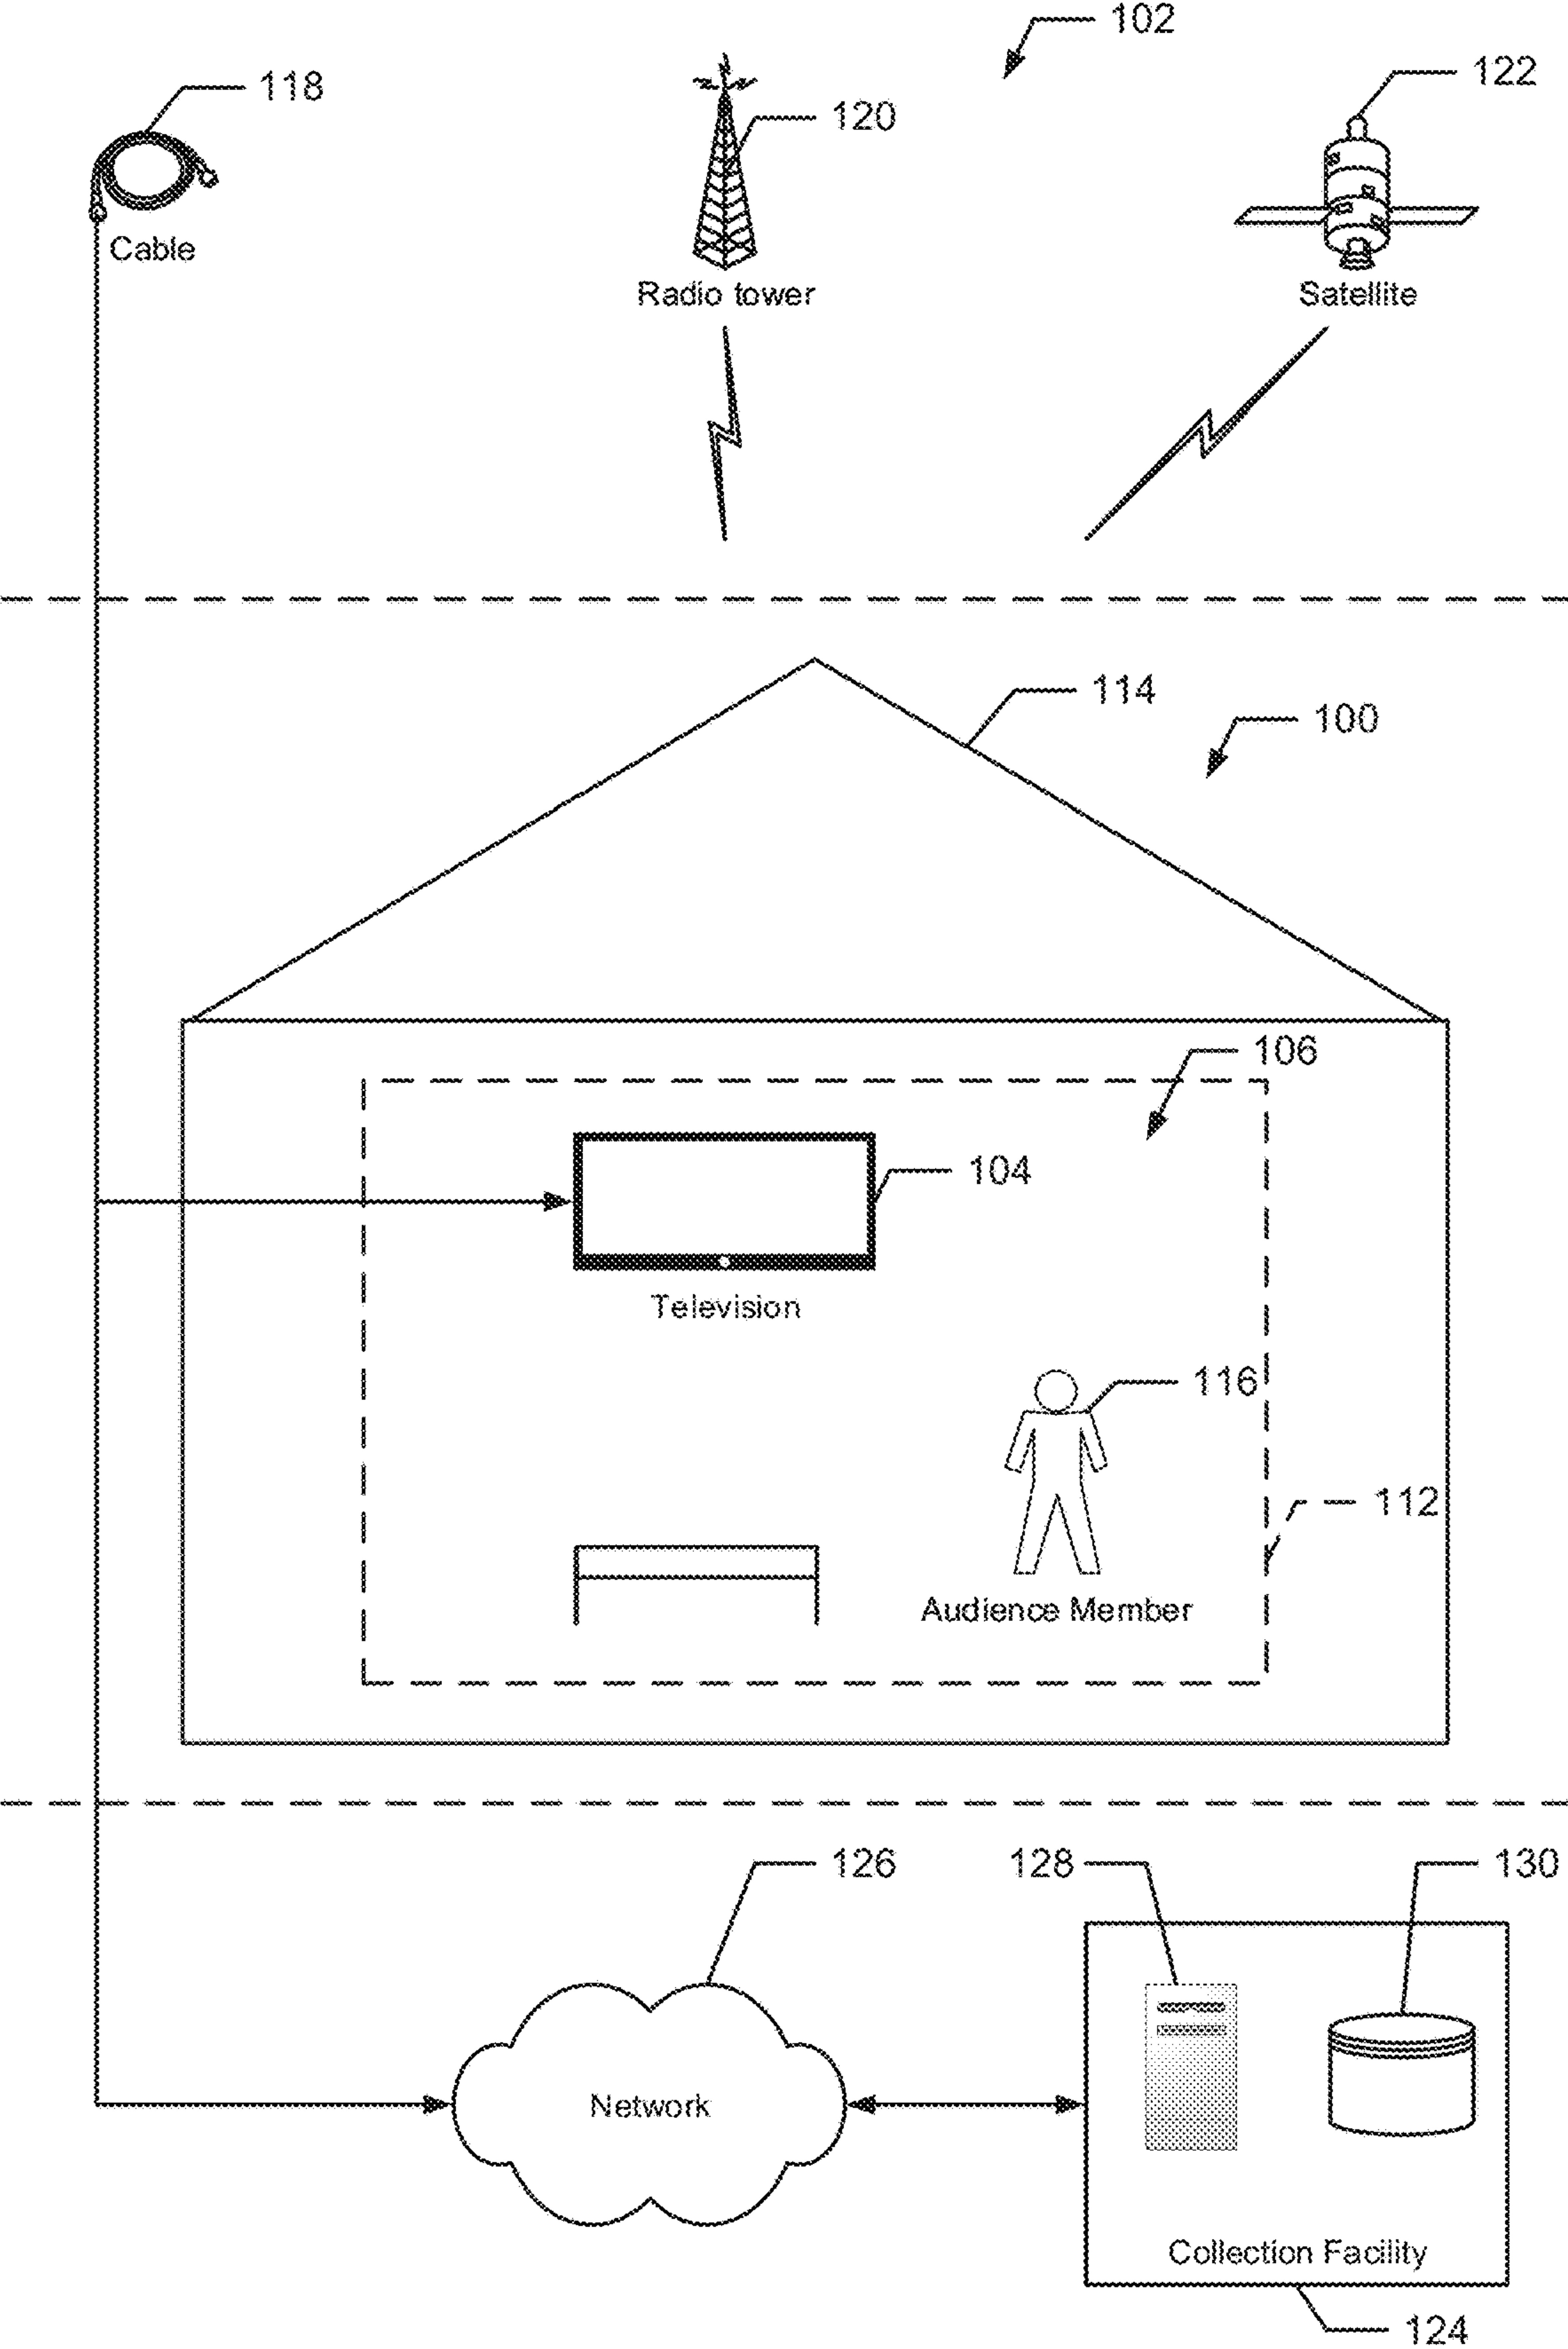 102
118
120
122
Cable
Radio tower
Satellite
114
100
106
104
Television
116
112
Audience Member
126
128
130
Network
Collection Facility
124